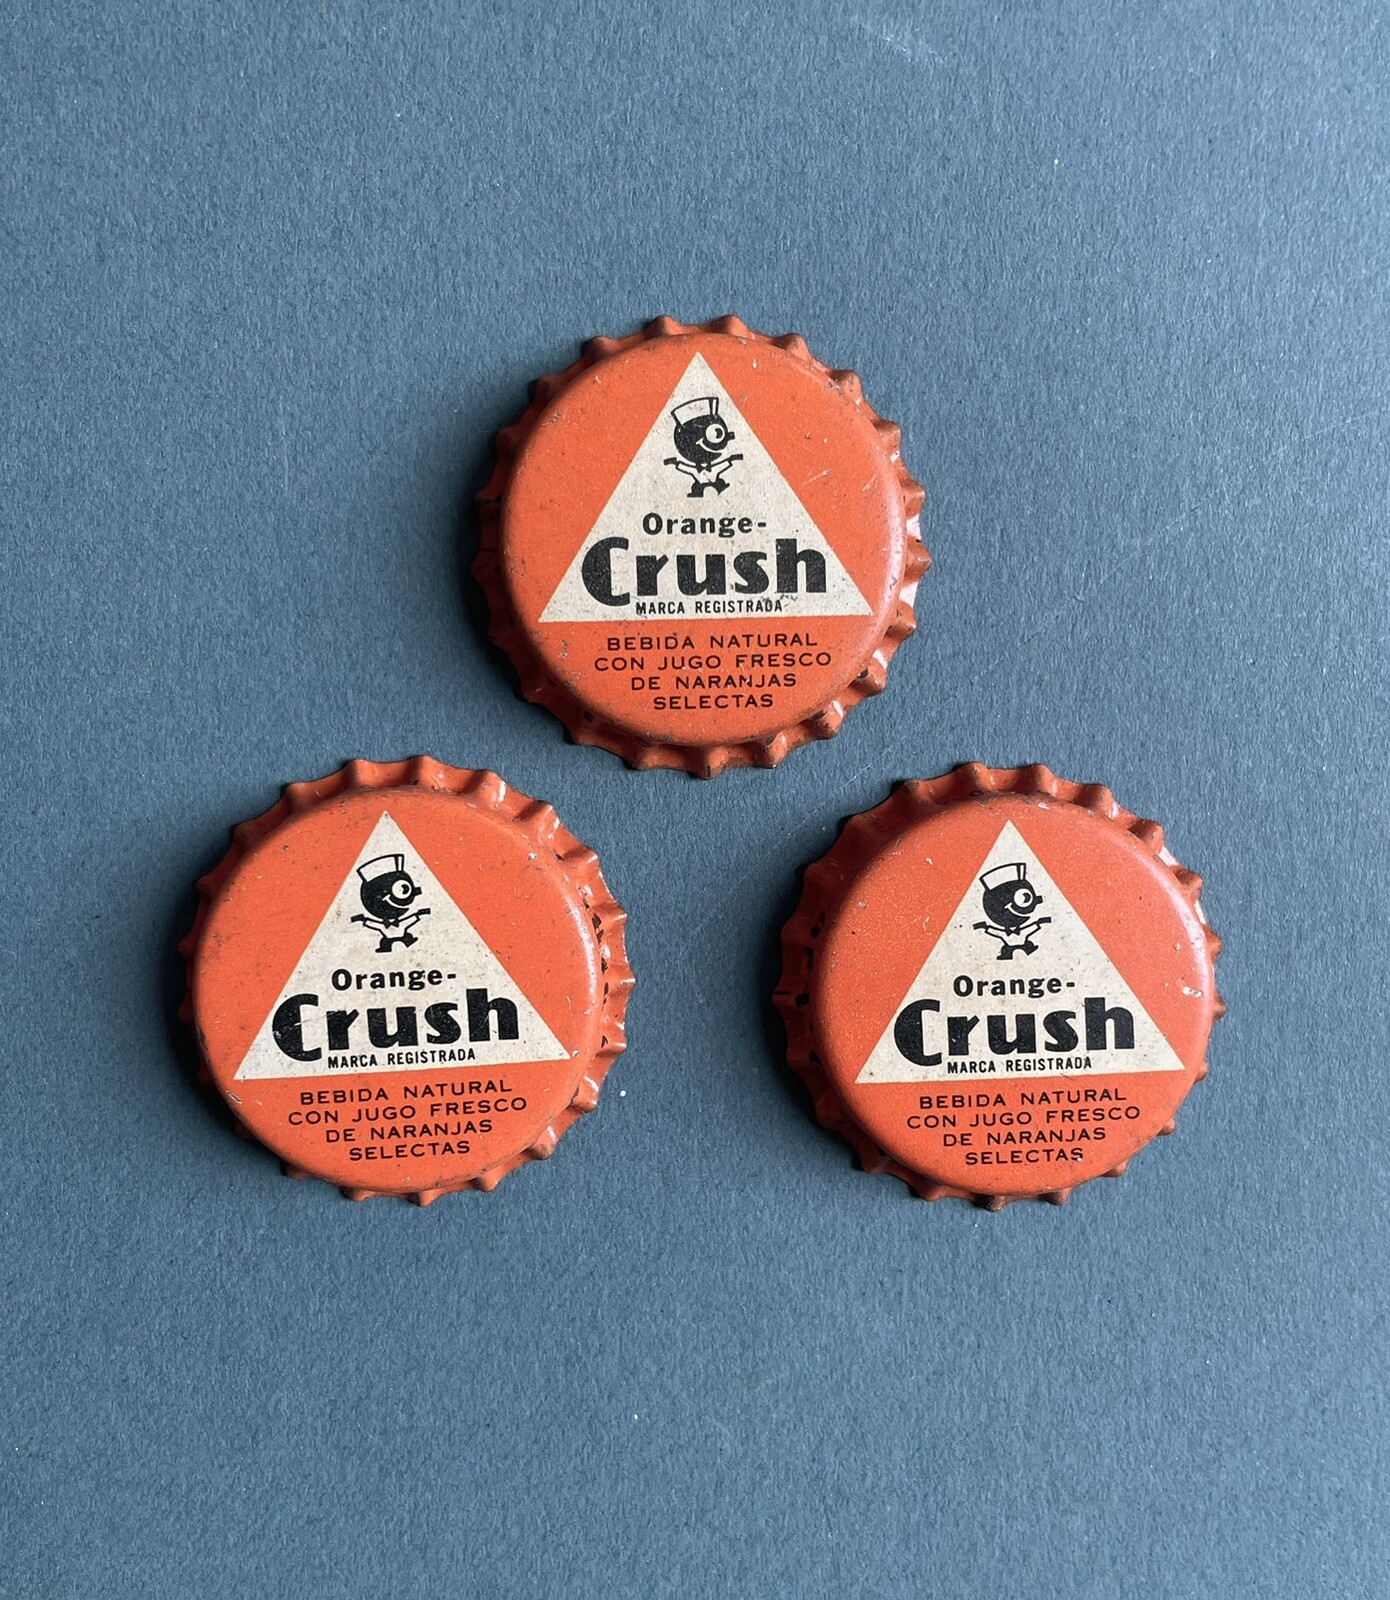 Orange-
Crush
MARCA REGISTRADA
BEBIDA NATURAL
CON JUGO FRESCO
DE NARANJAS
SELECTAS
Orange-
Crush
MARCA REGISTRADA
BEBIDA NATURAL
CON JUGO FRESCO
DE NARANJAS
SELECTAS
Orange-
Crush
MARCA REGISTRADA
BEBIDA NATURAL
CON JUGO FRESCO
DE NARANJAS
SELECTAS